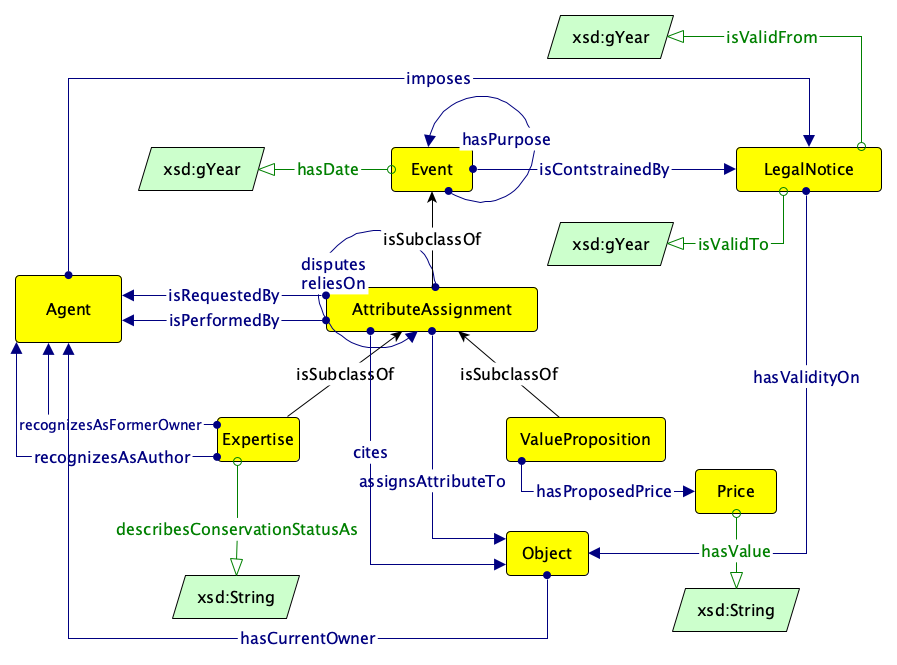 xsd:gYear
isValidFrom
imposes
hasPurpose
xsd:gYear
hasDate
Event
isContstrainedBy
LegalNotice
isSubclassOf
xsd:gYear
isValidTo
disputes
reliesOn
isRequestedBy
Agent
AttributeAssignment
isPerformedBy
isSubclassOf
isSubclassOf
hasValidityOn
recognizesAsFormerOwner
Expertise
ValueProposition
recognizesAsAuthor
cites
assignsAttributeTo
hasProposedPrice
Price
describesConservationStatusAs
Object
hasValue
xsd:String
xsd:String
hasCurrentOwner